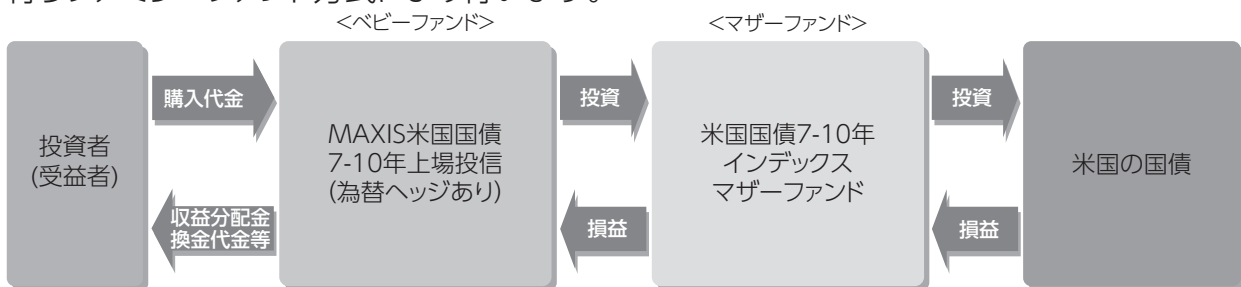 <ベビーファンド>
<マザーファンド>
投資者
(受益者)
購入代金
収益分配金
換金代金等
MAXIS米国国債
7-10年上場投信
(為替ヘッジあり)
投資
損益
米国国債7-10年
インデックス
マザーファンド
投資
損益
米国の国債